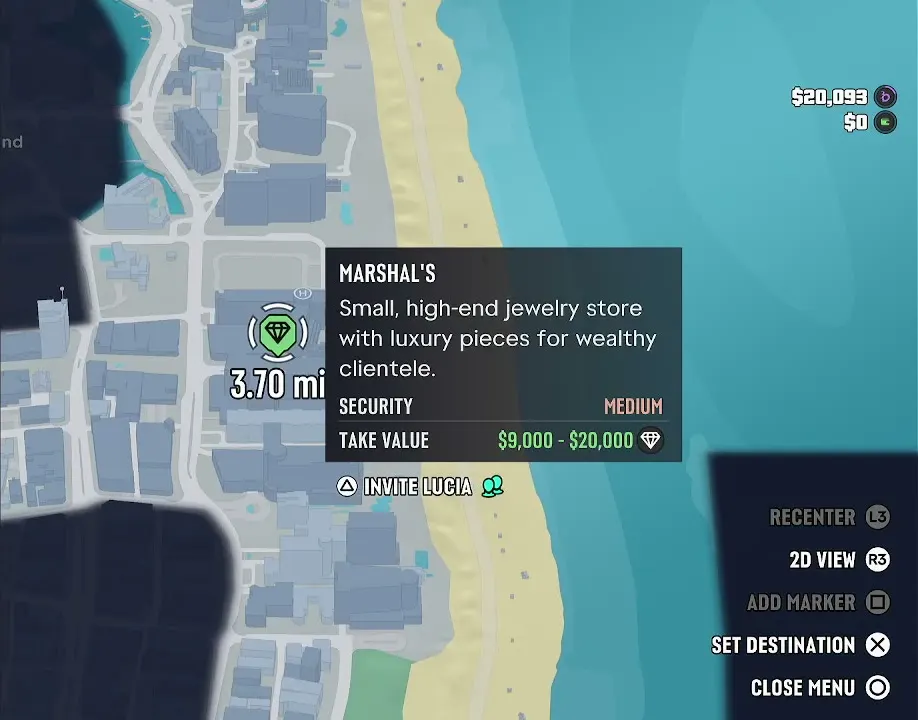 nd
$20,093
$0
MARSHAL'S
Small, high-end jewelry store
with luxury pieces for wealthy
clientele.
SECURITY MEDIUM
TAKE VALUE $9,000 - $20,000
H
3.70 mi
INVITE LUCIA
RECENTER L3
2D VIEW R3
ADD MARKER
SET DESTINATION
CLOSE MENU